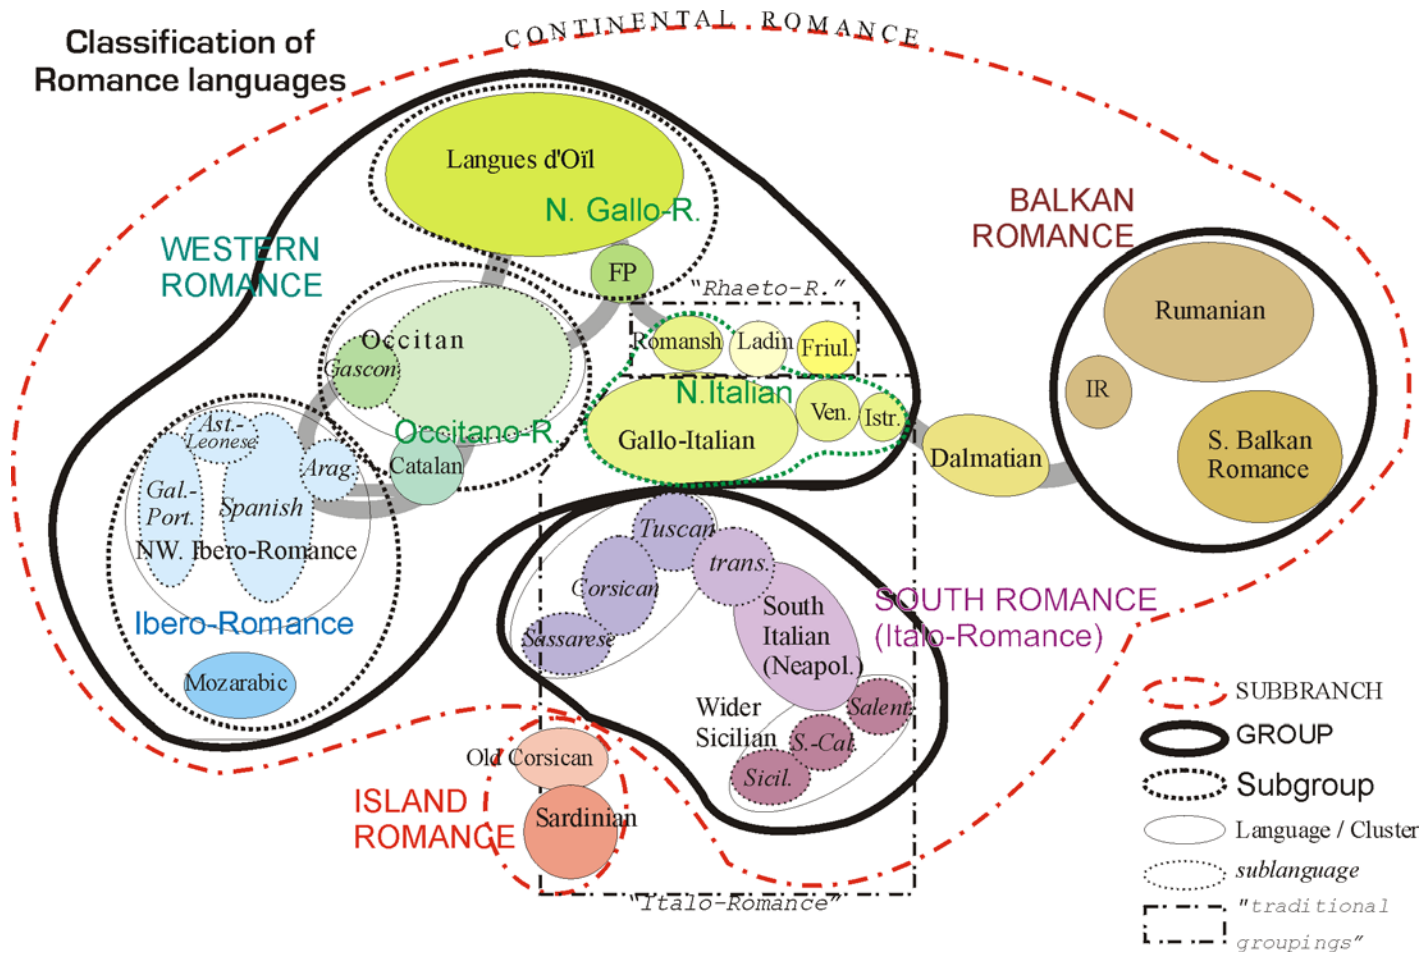 CONTINENTAL ROMANCE
Classification of
Romance languages
Langues d'Oïl
N. Gallo-R.
FP
WESTERN
ROMANCE
"Rhaeto-R."
Romansh
Ladin
Friul.
Occitan
Gascon
Occitano-R.
Catalan
N.Italian
Gallo-Italian
Ven.
Istr.
Dalmatian
BALKAN
ROMANCE
Rumanian
IR
S. Balkan
Romance
Ast.-
Leonese
Arag.
Gal.-
Port.
Spanish
NW. Ibero-Romance
Ibero-Romance
Mozarabic
Tuscan
trans.
Corsican
Sassarese
South
Italian
(Neapol.)
SOUTH ROMANCE
(Italo-Romance)
Wider
Sicilian
Salent.
S.-Cal.
Sicil.
Old Corsican
Sardinian
ISLAND
ROMANCE
"Italo-Romance"
SUBBRANCH
GROUP
Subgroup
Language / Cluster
sublanguage
"traditional
groupings"